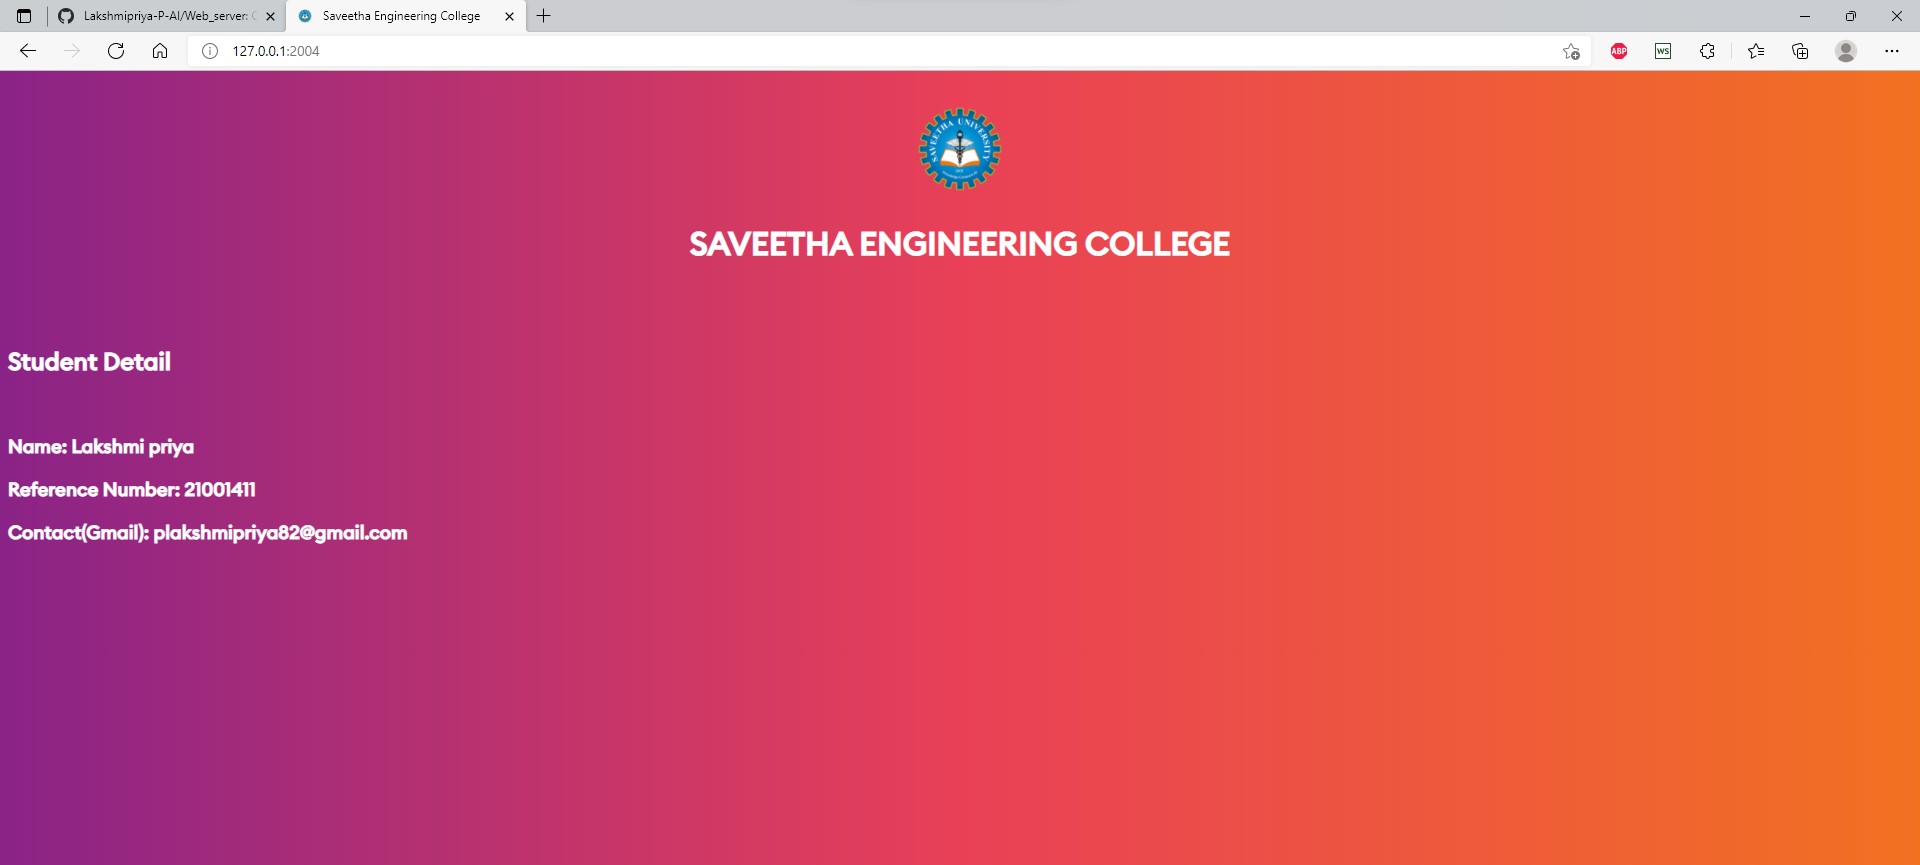 Lakshmipriya-P-AI/Web_server:
Saveetha Engineering College
127.0.0.1:2004
ABP
WS
SAVEETHA UNIVERSITY
SAVEETHA ENGINEERING COLLEGE
Student Detail
Name: Lakshmi priya
Reference Number: 21001411
Contact(Gmail): plakshmipriya82@gmail.com